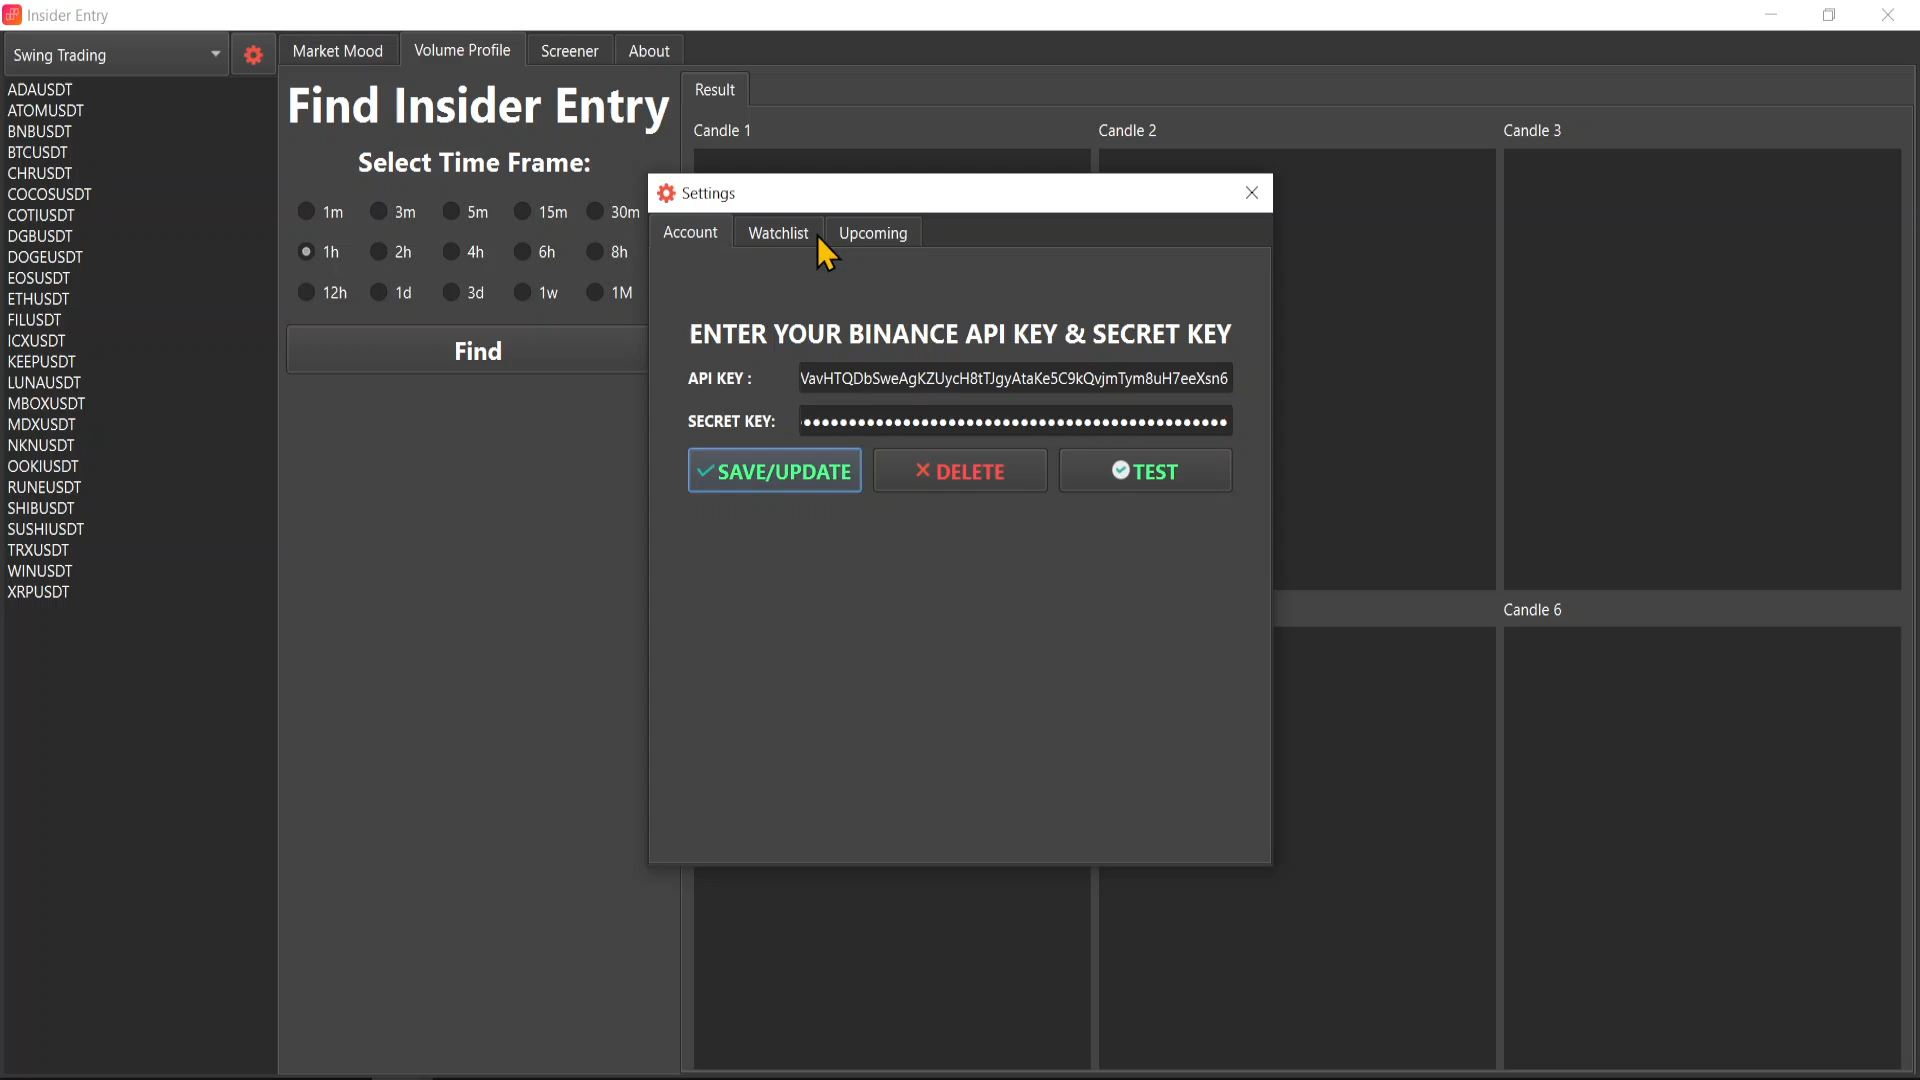 Insider Entry
Swing Trading
Market Mood
Volume Profile
Screener
About
ADAUSDT
ATOMUSDT
BNBUSDT
BTCUSDT
CHRUSDT
COCOSUSDT
COTIUSDT
DGBUSDT
DOGEUSDT
EOSUSDT
ETHUSDT
FILUSDT
ICXUSDT
KEEPUSDT
LUNAUSDT
MBOXUSDT
MDXUSDT
NKNUSDT
OOKIUSDT
RUNEUSDT
SHIBUSDT
SUSHIUSDT
TRXUSDT
WINUSDT
XRPUSDT
Find Insider Entry
Select Time Frame:
1m 3m 5m 15m 30m
1h 2h 4h 6h 8h
12h 1d 3d 1w 1M
Find
Result
Candle 1
Candle 2
Candle 3
Candle 6
Settings
Account
Watchlist
Upcoming
ENTER YOUR BINANCE API KEY & SECRET KEY
API KEY : VavHTQDbSweAgKZUycH8tTJgyAtaKe5C9kQvjmTym8uH7eeXsn6
SECRET KEY:
SAVE/UPDATE
DELETE
TEST